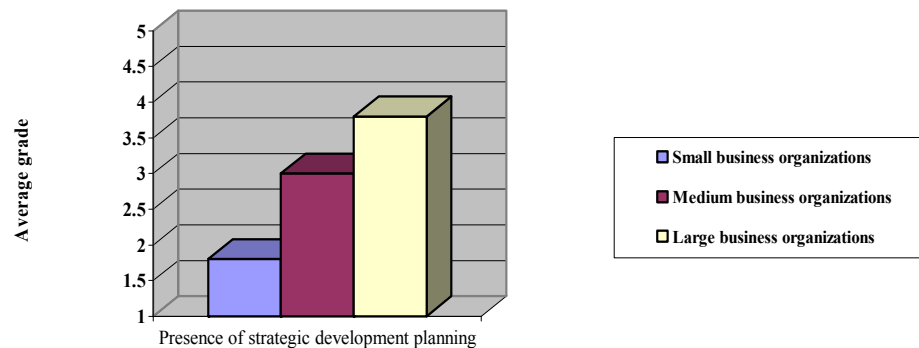 Average grade
5
4.5
4
3.5
3
2.5
2
1.5
1
Presence of strategic development planning
Small business organizations
Medium business organizations
Large business organizations